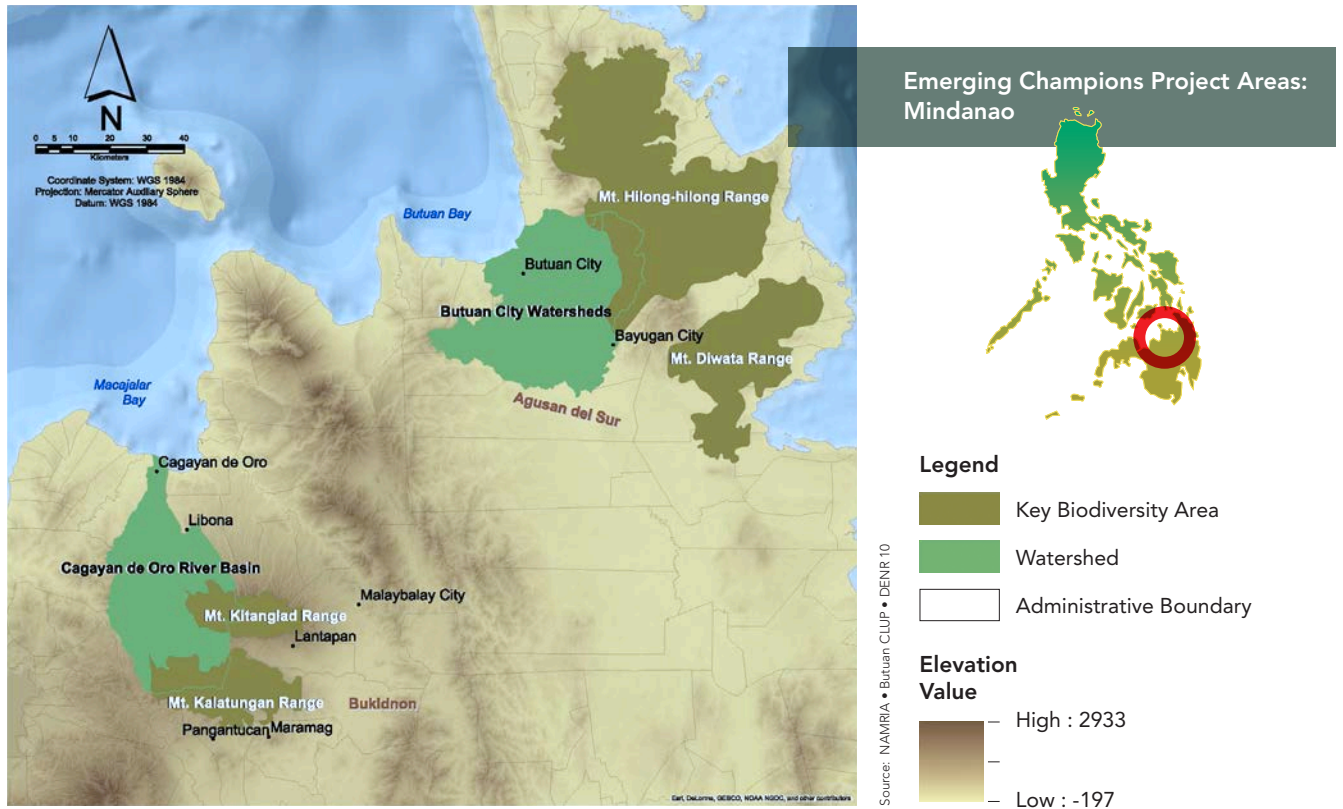 N
0 5 10 20 30 40
Kilometers
Coordinate System: WGS 1984
Projection: Mercator Auxiliary Sphere
Datum: WGS 1984
Emerging Champions Project Areas:
Mindanao
Mt. Hilong-hilong Range
Butuan Bay
Butuan City
Butuan City Watersheds
Bayugan City
Mt. Diwata Range
Agusan del Sur
Macajalar
Bay
Cagayan de Oro
Libona
Cagayan de Oro River Basin
Malaybalay City
Mt. Kitanglad Range
Lantapan
Mt. Kalatungan Range
Bukidnon
Pangantucan
Maramag
Esri, DeLorme, GEBCO, NOAA NGDC, and other contributors
Legend
Key Biodiversity Area
Watershed
Administrative Boundary
Elevation
Value
High : 2933
Low : -197
Source: NAMRIA • Butuan CLUP • DENR 10